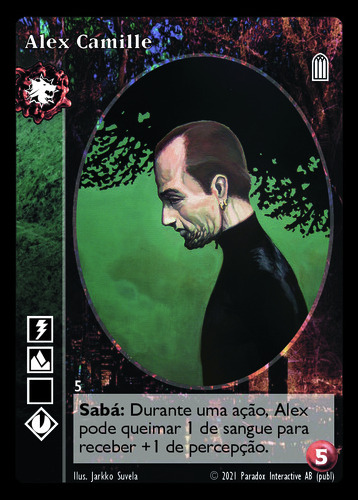 Alex Camille
5
Sabá: Durante uma ação, Alex
pode queimar 1 de sangue para
receber +1 de percepção.
5
Ilus. Jarkko Suvela © 2021 Paradox Interactive AB (publ)